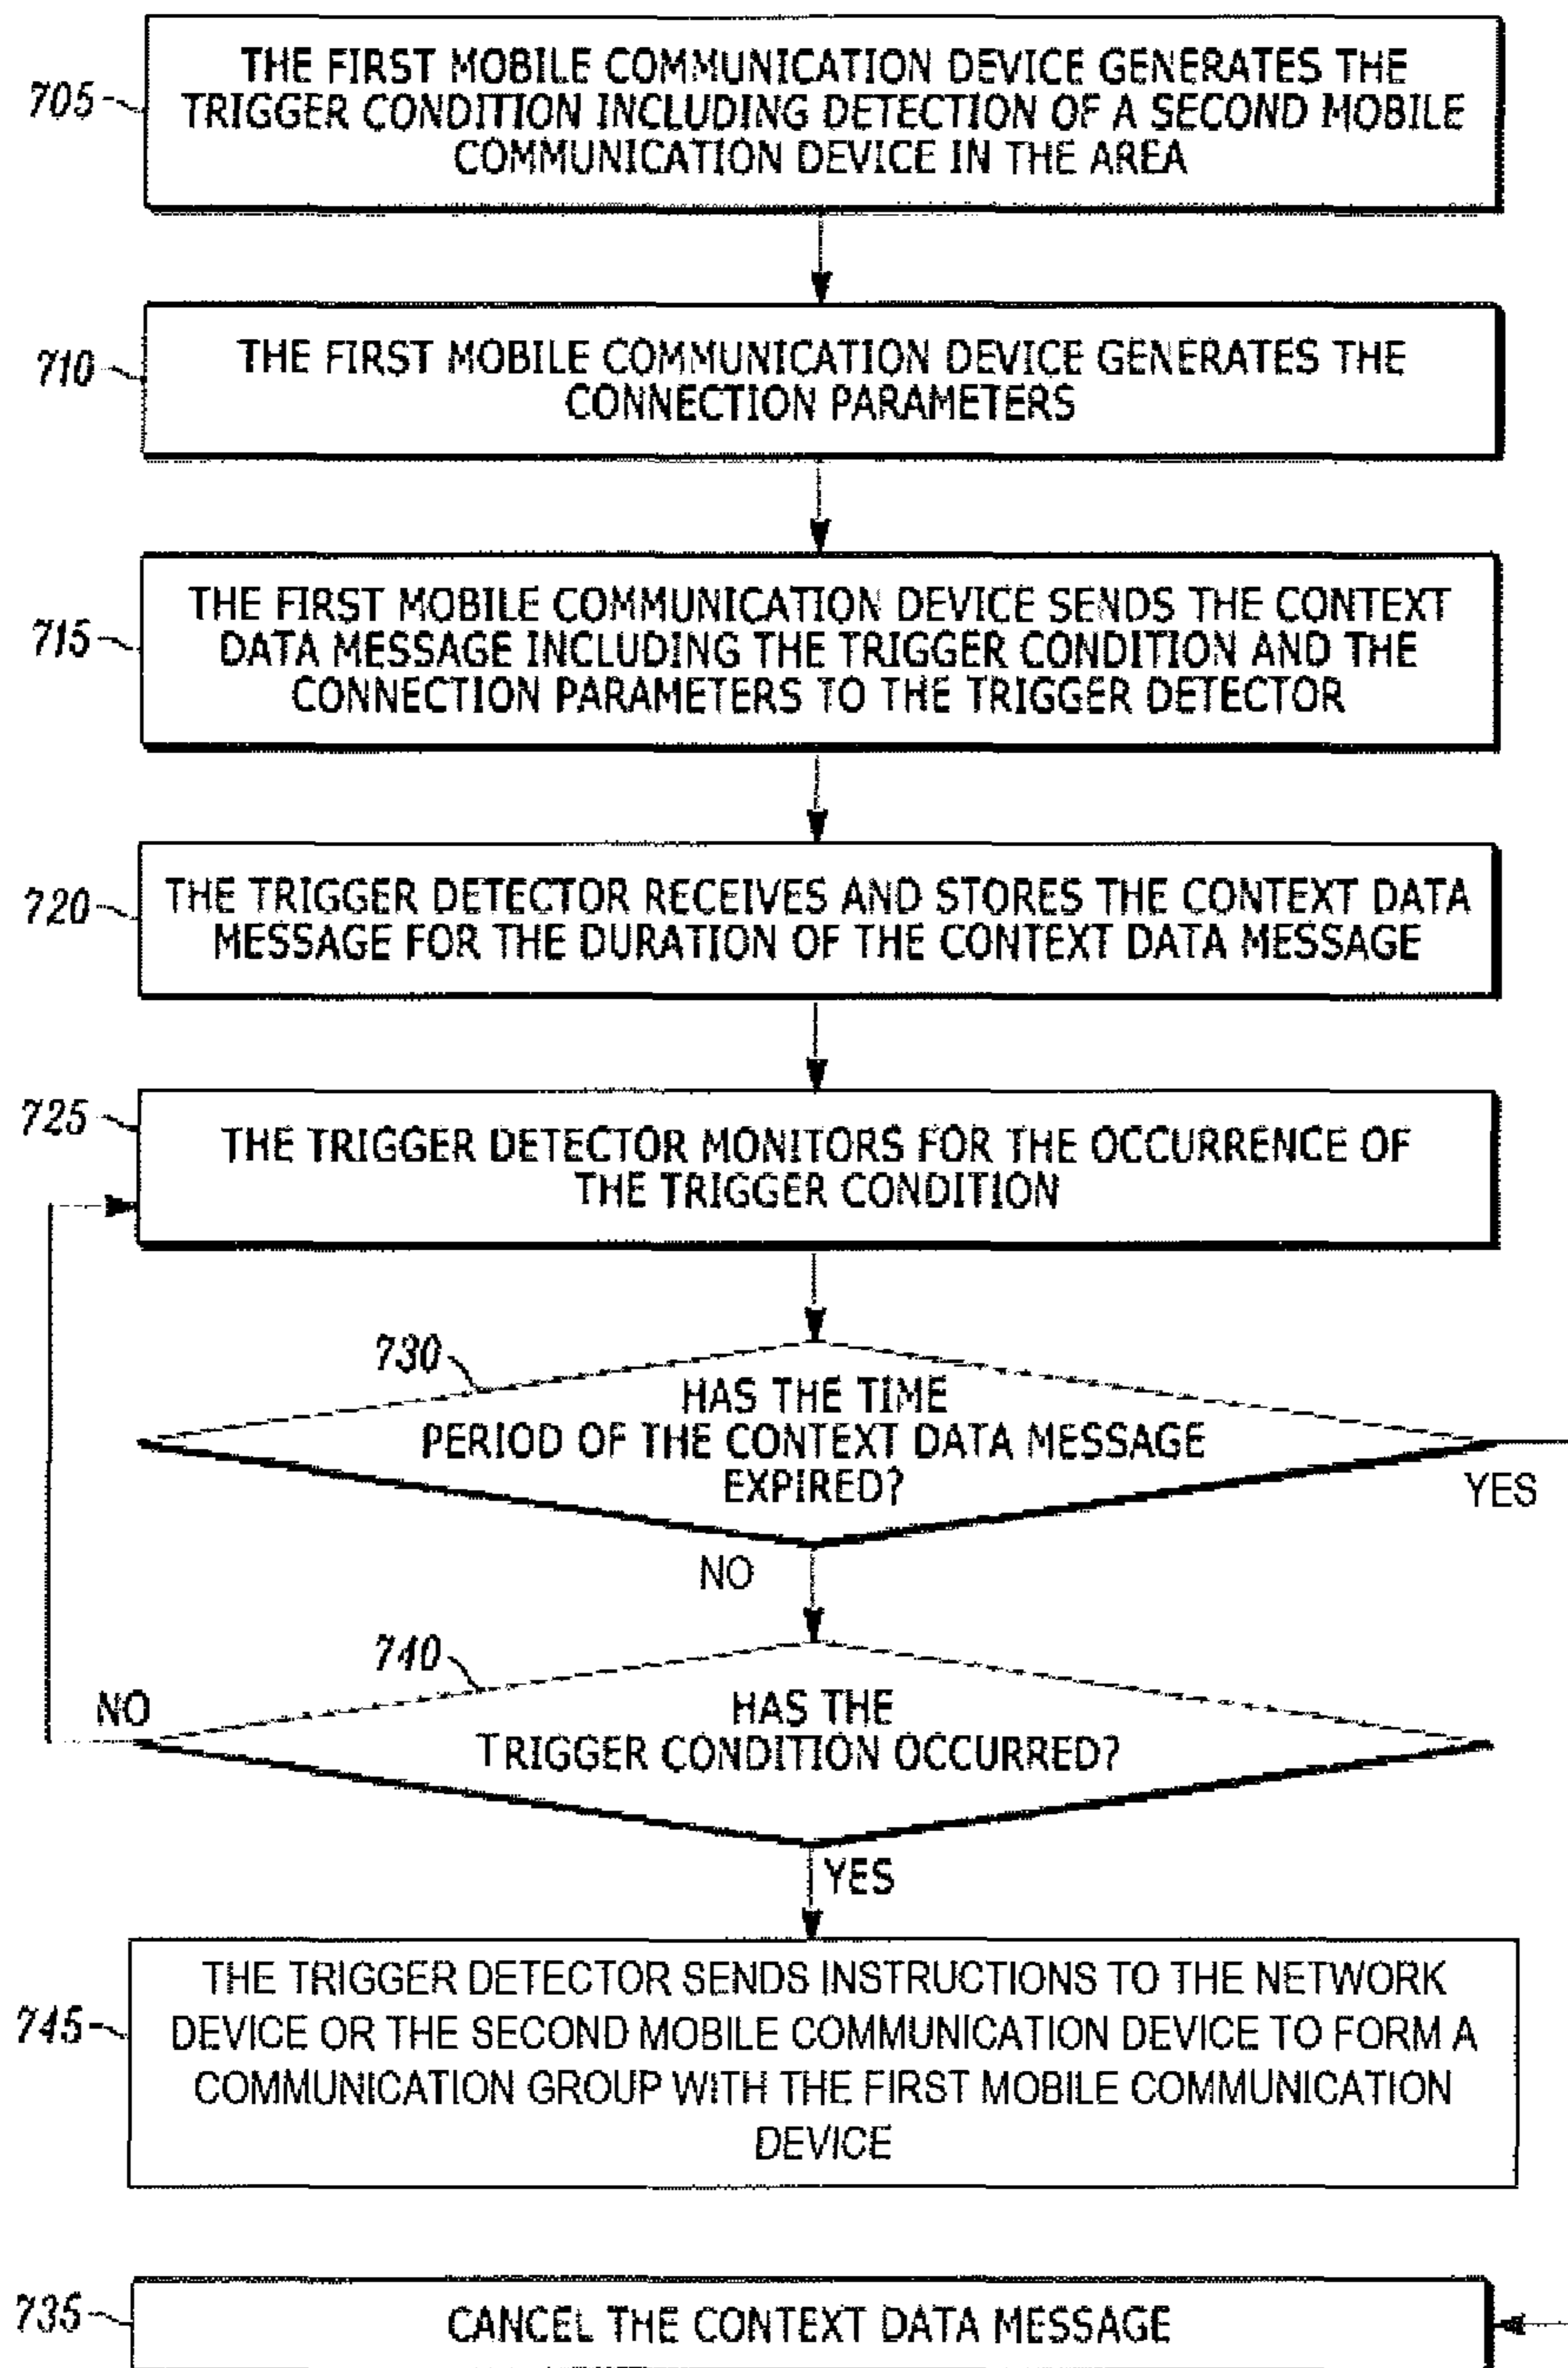 705
THE FIRST MOBILE COMMUNICATION DEVICE GENERATES THE
TRIGGER CONDITION INCLUDING DETECTION OF A SECOND MOBILE
COMMUNICATION DEVICE IN THE AREA
710
THE FIRST MOBILE COMMUNICATION DEVICE GENERATES THE
CONNECTION PARAMETERS
715
THE FIRST MOBILE COMMUNICATION DEVICE SENDS THE CONTEXT
DATA MESSAGE INCLUDING THE TRIGGER CONDITION AND THE
CONNECTION PARAMETERS TO THE TRIGGER DETECTOR
720
THE TRIGGER DETECTOR RECEIVES AND STORES THE CONTEXT DATA
MESSAGE FOR THE DURATION OF THE CONTEXT DATA MESSAGE
725
THE TRIGGER DETECTOR MONITORS FOR THE OCCURRENCE OF
THE TRIGGER CONDITION
730
HAS THE TIME
PERIOD OF THE CONTEXT DATA MESSAGE
EXPIRED?
YES
NO
740
NO
HAS THE
TRIGGER CONDITION OCCURRED?
YES
745
THE TRIGGER DETECTOR SENDS INSTRUCTIONS TO THE NETWORK
DEVICE OR THE SECOND MOBILE COMMUNICATION DEVICE TO FORM A
COMMUNICATION GROUP WITH THE FIRST MOBILE COMMUNICATION
DEVICE
735
CANCEL THE CONTEXT DATA MESSAGE